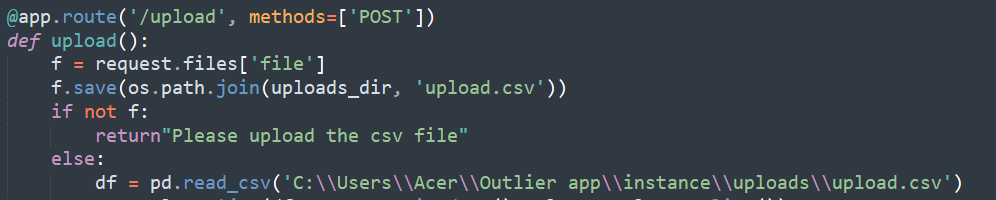 @app.route('/upload', methods=['POST'])
def upload():
    f = request.files['file']
    f.save(os.path.join(uploads_dir, 'upload.csv'))
    if not f:
        return"Please upload the csv file"
    else:
        df = pd.read_csv('C:\\Users\\Acer\\Outlier app\\instance\\uploads\\upload.csv')